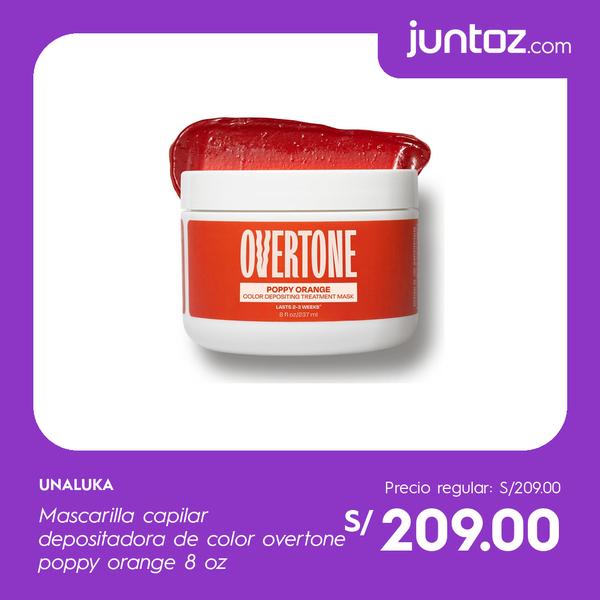 juntoz.com
OVERTONE
POPPY ORANGE
COLOR DEPOSITING TREATMENT MASK
LASTS 2-3 WEEKS*
8 fl oz/237 ml
UNALUKA
Mascarilla capilar
depositadora de color overtone
poppy orange 8 oz
Precio regular: S/209.00
S/ 209.00